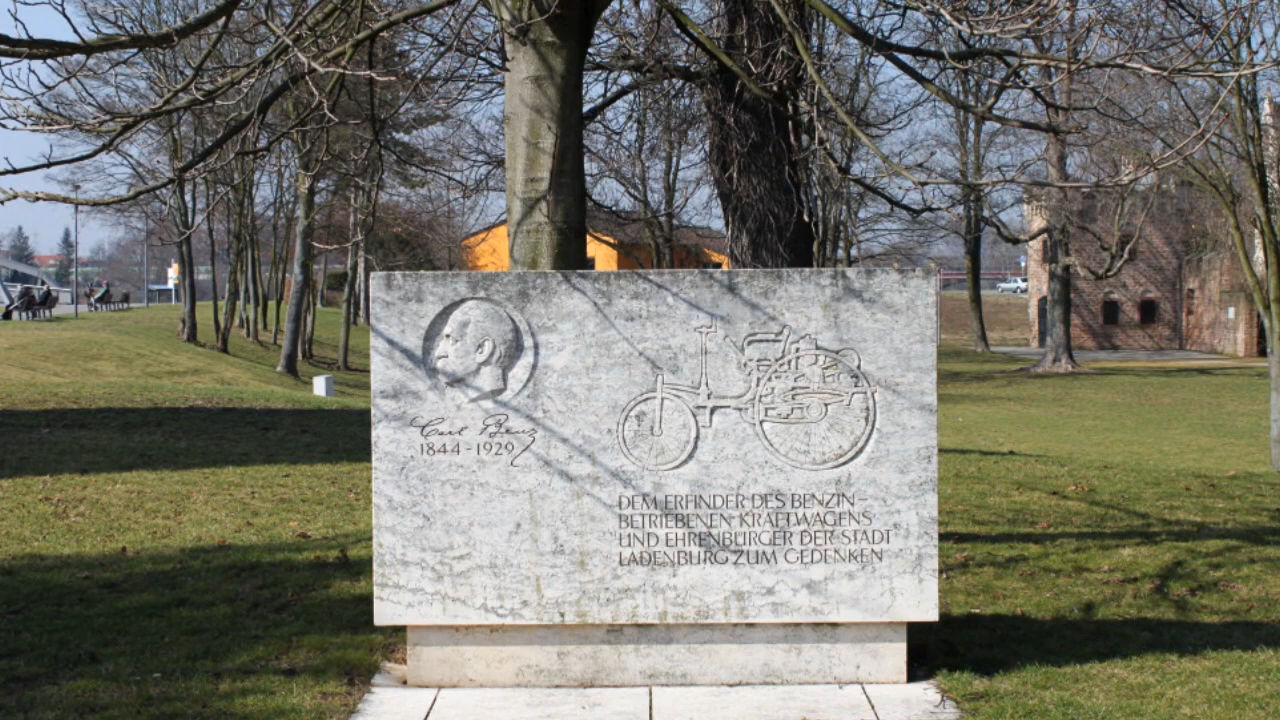 Carl Benz
1844-1929
DEM ERFINDER DES BENZIN-
BETRIEBENEN KRAFTWAGENS
UND EHRENBÜRGER DER STADT
LADENBURG ZUM GEDENKEN